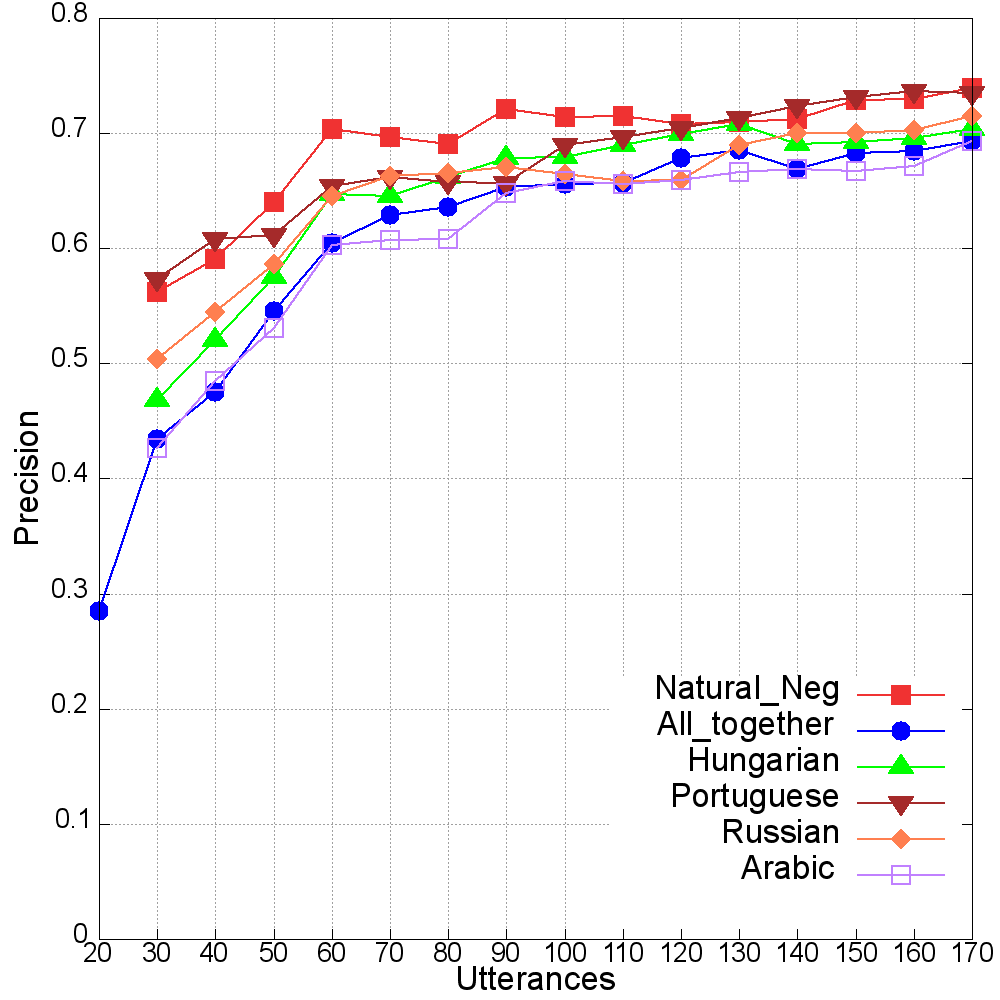 0.8
0.7
0.6
0.5
0.4
0.3
0.2
0.1
0
Precision
Natural_Neg
All_together
Hungarian
Portuguese
Russian
Arabic
20 30 40 50 60 70 80 90 100 110 120 130 140 150 160 170
Utterances